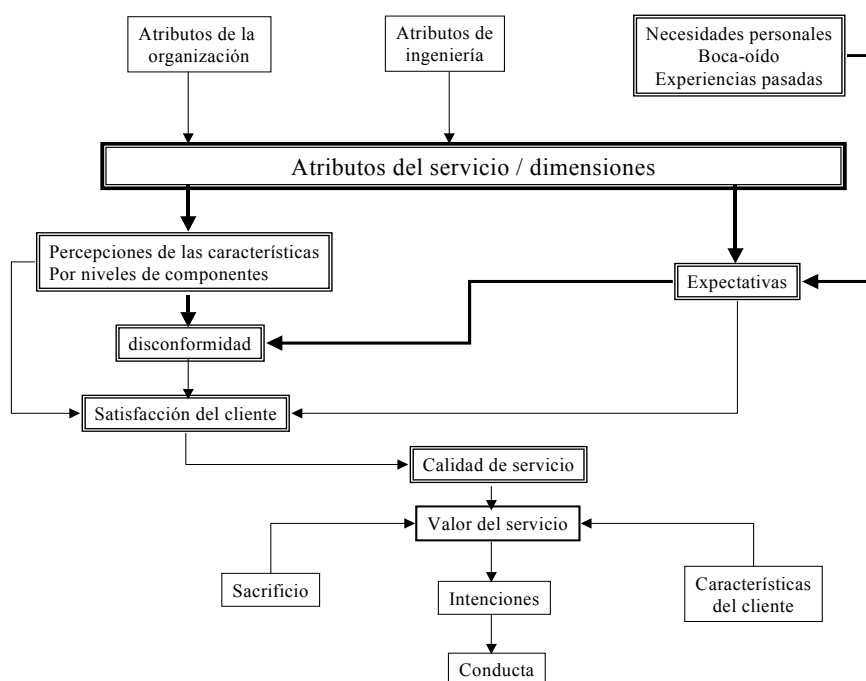 Atributos de la
organización
Atributos de
ingeniería
Necesidades personales
Boca-oído
Experiencias pasadas
Atributos del servicio / dimensiones
Percepciones de las características
Por niveles de componentes
Expectativas
disconformidad
Satisfacción del cliente
Calidad de servicio
Valor del servicio
Sacrificio
Intenciones
Características
del cliente
Conducta